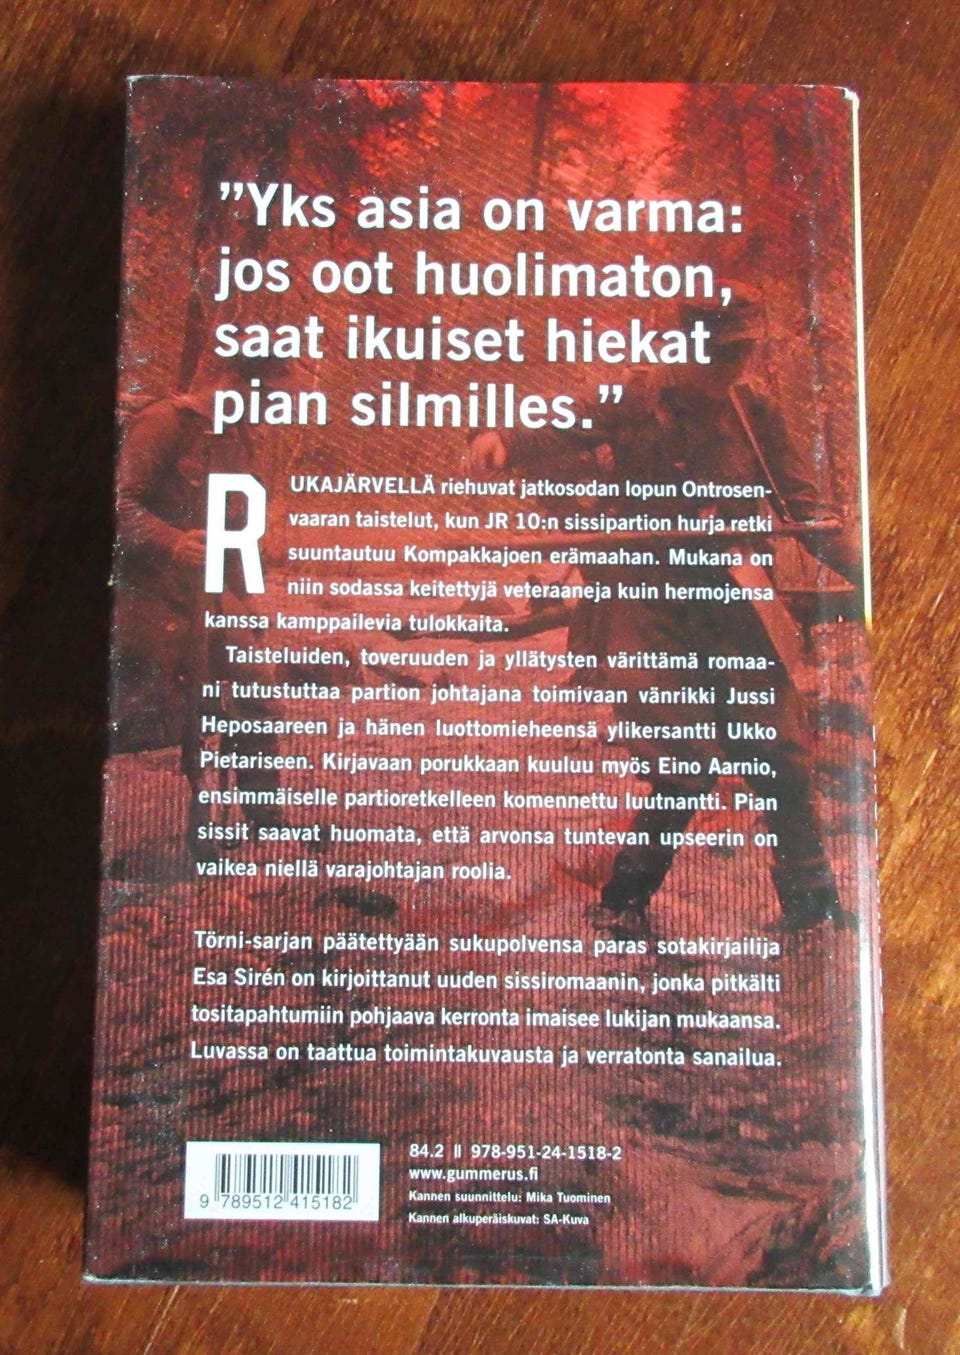 ”Yks asia on varma:
jos oot huolimaton,
saat ikuiset hiekat
pian silmilles.”
RUKAJÄRVELLÄ riehuvat jatkosodan lopun Ontrosen-
vaaran taistelut, kun JR 10:n sissipartion hurja retki
suuntautuu Kompakkajoen erämaahan. Mukana on
niin sodassa keitettyjä veteraaneja kuin hermojensa
kanssa kamppailevia tulokkaita.
Taisteluiden, toveruuden ja yllätysten värittämä romaa-
ni tutustuttaa partion johtajana toimivaan vänrikki Jussi
Heposaareen ja hänen luottomieheensä ylikersantti Ukko
Pietariseen. Kirjavaan porukkaan kuuluu myös Eino Aarnio,
ensimmäiselle partioretkelleen komennettu luutnantti. Pian
sissit saavat huomata, että arvonsa tuntevan upseerin on
vaikea niellä varajohtajan roolia.
Törni-sarjan päätettyään sukupolvensa paras sotakirjailija
Esa Sirén on kirjoittanut uuden sissiromaanin, jonka pitkälti
tositapahtumiin pohjaava kerronta imaisee lukijan mukaansa.
Luvassa on taattua toimintakuvausta ja verratonta sanailua.
84.2 || 978-951-24-1518-2
www.gummerus.fi
Kannen suunnittelu: Mika Tuominen
Kannen alkuperäiskuvat: SA-Kuva
9 789512 415182